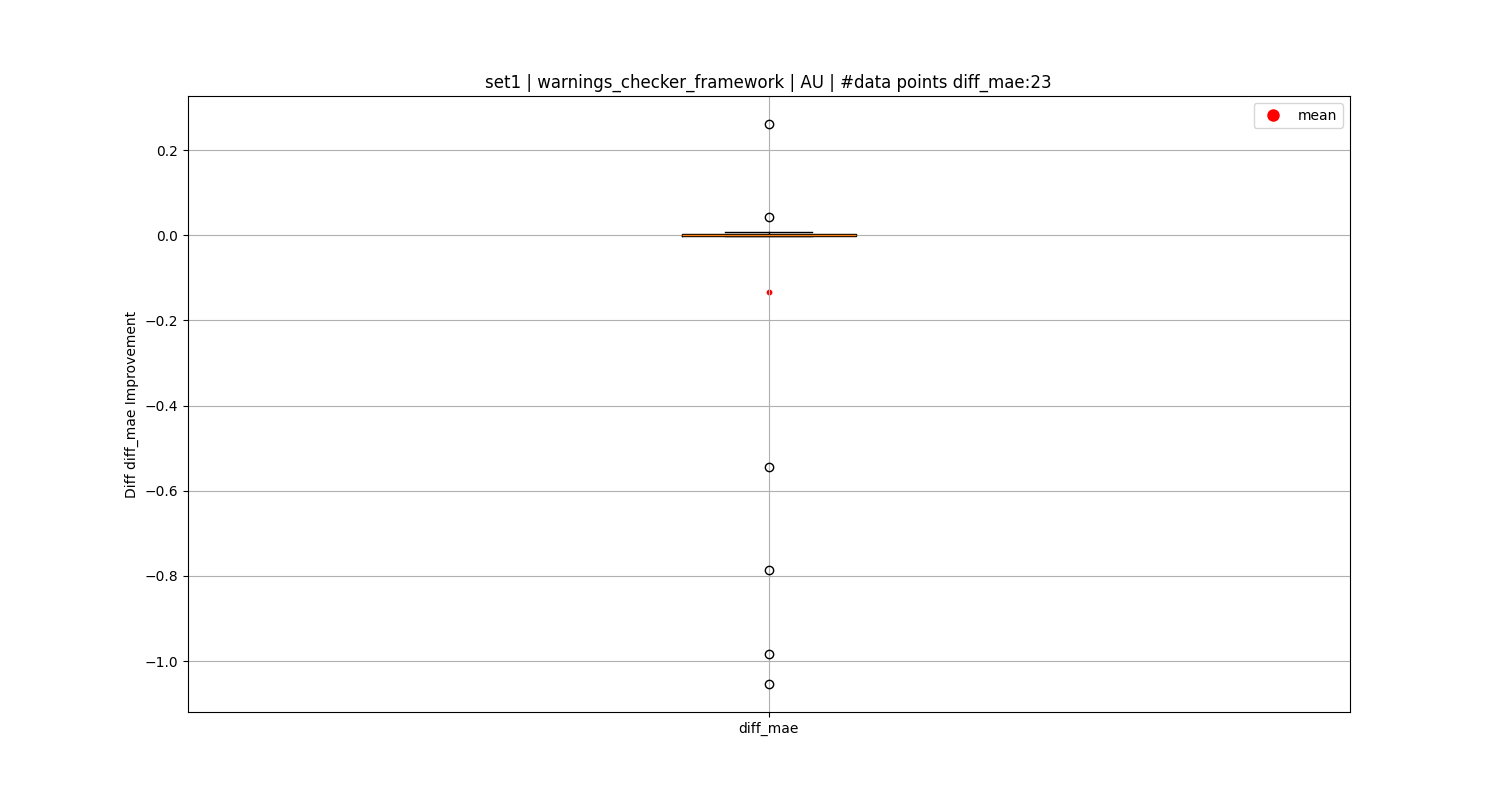 set1 | warnings_checker_framework | AU | #data points diff_mae:23
mean
0.2
0.0
−0.2
−0.4
−0.6
−0.8
−1.0
Diff diff_mae Improvement
diff_mae